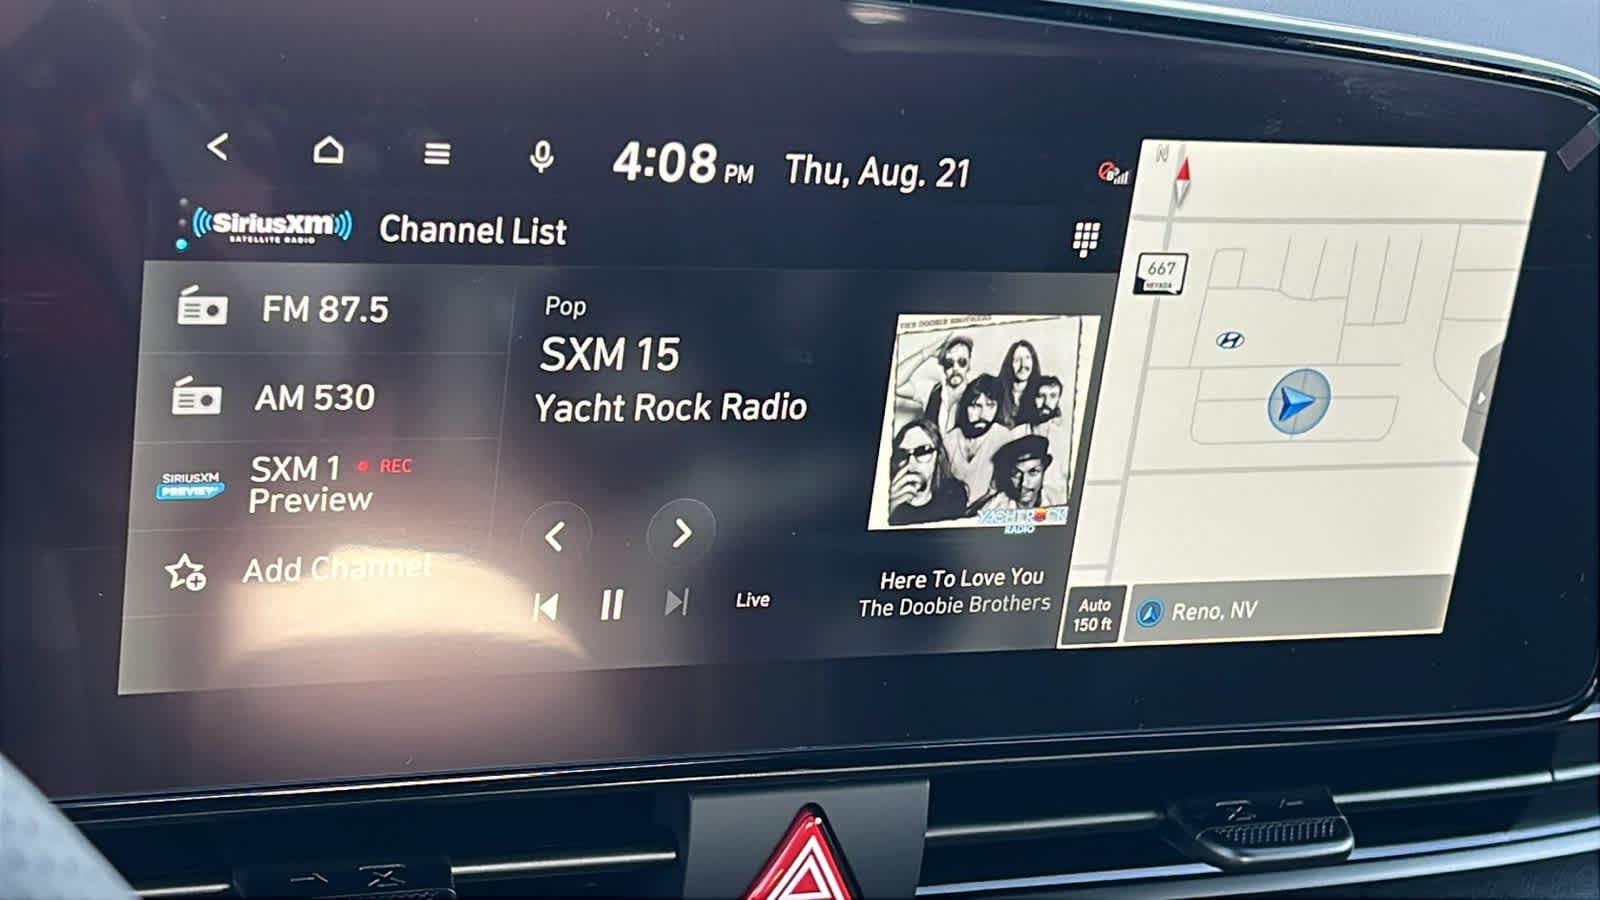 4:08 PM Thu, Aug. 21
N
SiriusXm
SATELLITE RADIO
Channel List
667
NEVADA
FM 87.5
AM 530
SIRIUSXM
PREVIEW
SXM 1 REC
Preview
Add Channel
Pop
SXM 15
Yacht Rock Radio
Live
THE DOOBIE BROTHERS
YACHT ROCK
RADIO
Here To Love You
The Doobie Brothers
Auto
150 ft
Reno, NV